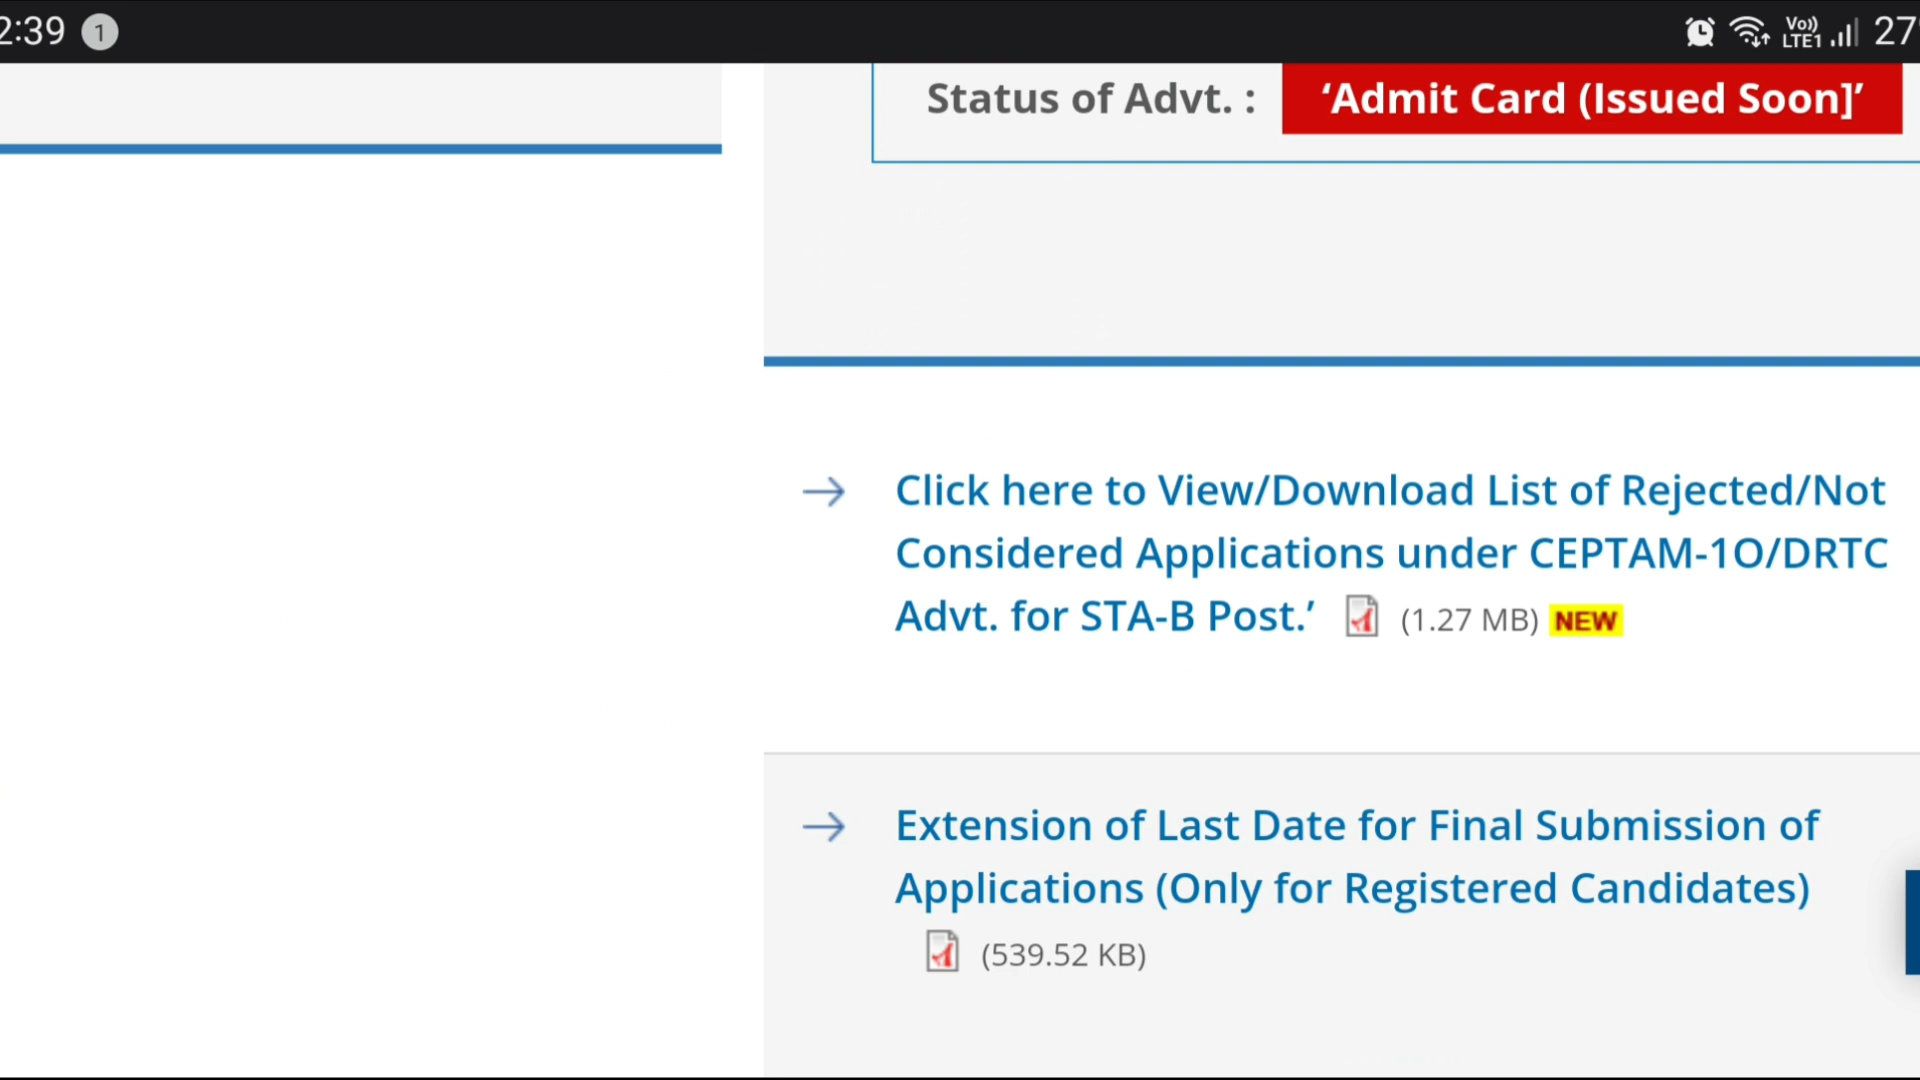 2:39 1 Vo)) LTE1 27
Status of Advt. : ‘Admit Card (Issued Soon]’
Click here to View/Download List of Rejected/Not
Considered Applications under CEPTAM-1O/DRTC
Advt. for STA-B Post.’ (1.27 MB) NEW
Extension of Last Date for Final Submission of
Applications (Only for Registered Candidates)
(539.52 KB)